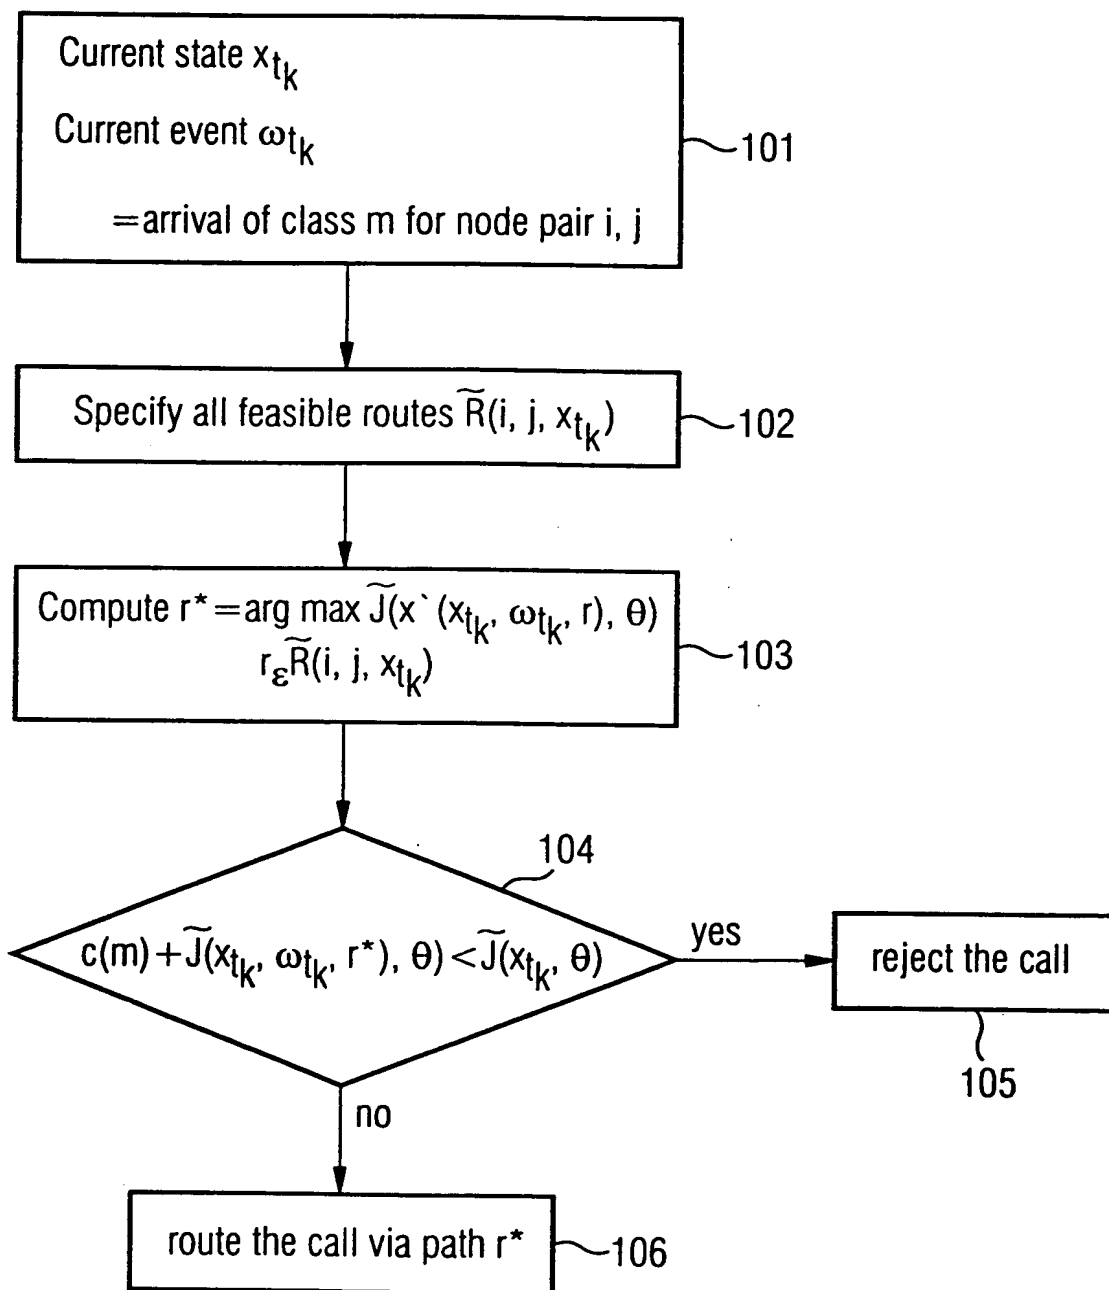 Current state x_{t_k}
Current event ω_{t_k}
=arrival of class m for node pair i, j
101
Specify all feasible routes R̃(i, j, x_{t_k})
102
Compute r*=arg max J̃(x`(x_{t_k}, ω_{t_k}, r), θ)
r_ε R̃(i, j, x_{t_k})
103
104
c(m)+J̃(x_{t_k}, ω_{t_k}, r*), θ)<J̃(x_{t_k}, θ)
yes
reject the call
105
no
route the call via path r*
106